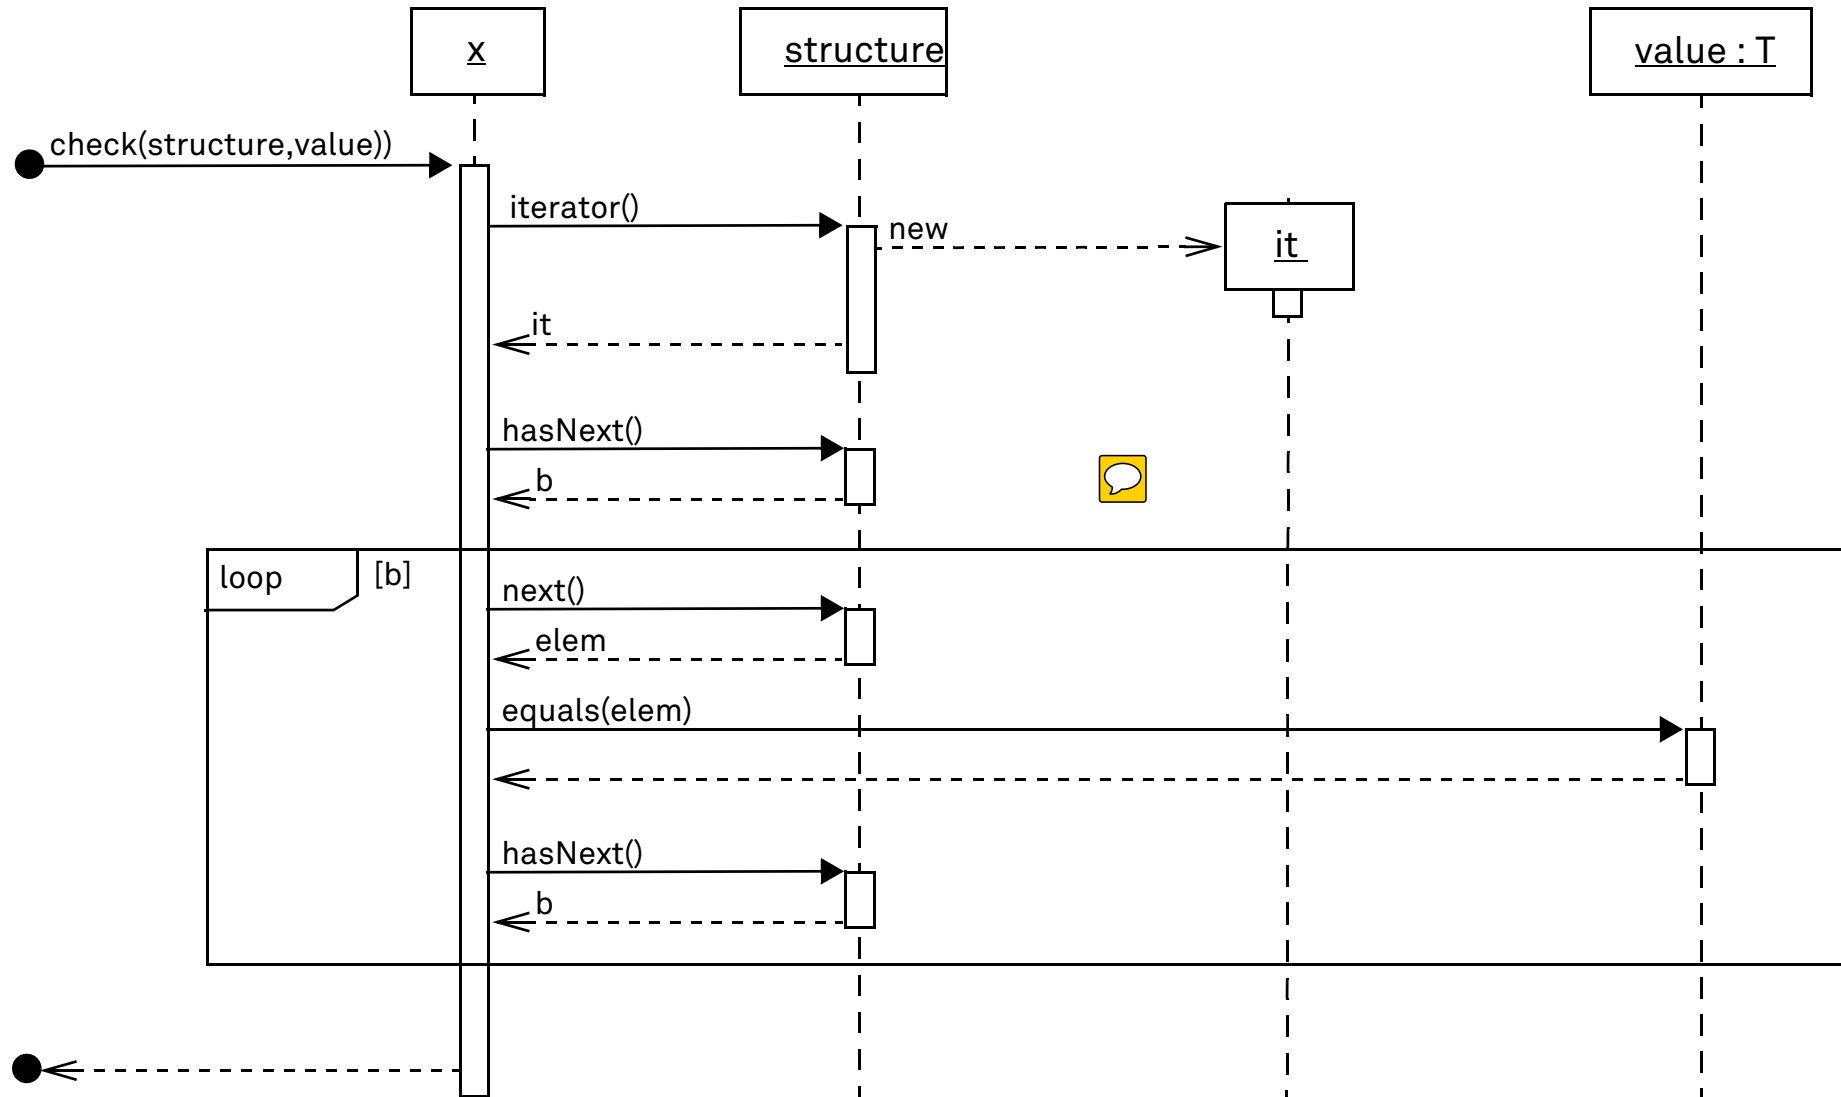 x
structure
value : T
check(structure,value))
iterator()
new
it
it
hasNext()
b
loop
[b]
next()
elem
equals(elem)
hasNext()
b